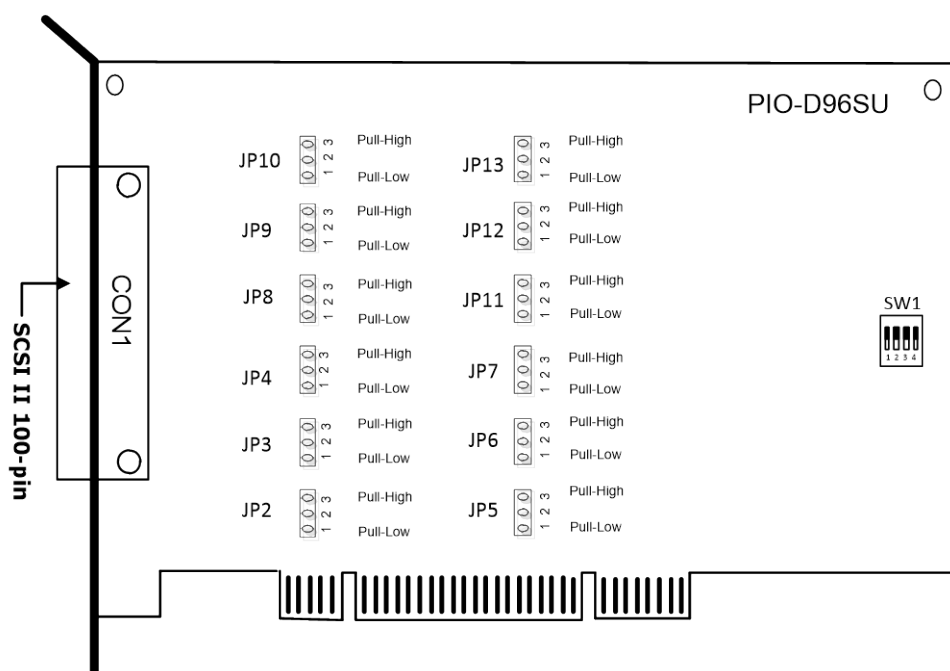 PIO-D96SU
JP10
3
2
1
Pull-High
Pull-Low
JP13
3
2
1
Pull-High
Pull-Low
JP9
3
2
1
Pull-High
Pull-Low
JP12
3
2
1
Pull-High
Pull-Low
JP8
3
2
1
Pull-High
Pull-Low
JP11
3
2
1
Pull-High
Pull-Low
JP4
3
2
1
Pull-High
Pull-Low
JP7
3
2
1
Pull-High
Pull-Low
JP3
3
2
1
Pull-High
Pull-Low
JP6
3
2
1
Pull-High
Pull-Low
JP2
3
2
1
Pull-High
Pull-Low
JP5
3
2
1
Pull-High
Pull-Low
CON1
SCSI II 100-pin
SW1
1 2 3 4